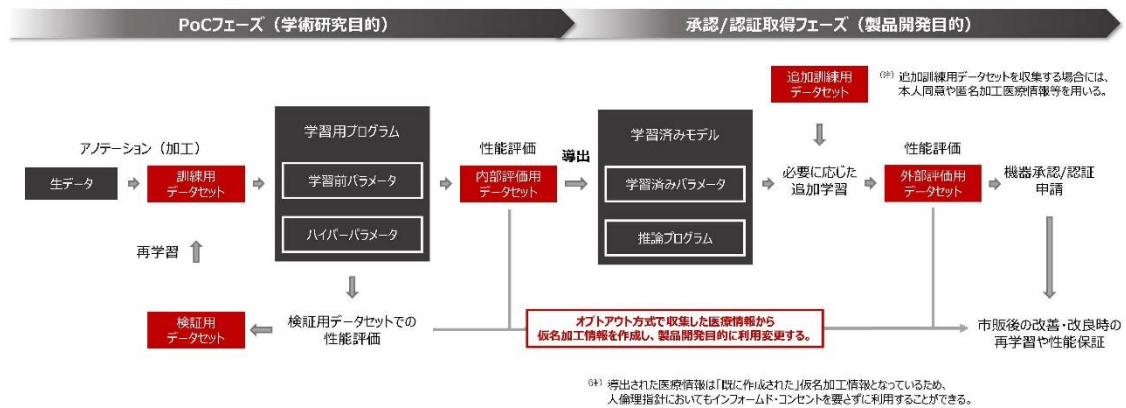 PoCフェーズ（学術研究目的）
承認/認証取得フェーズ（製品開発目的）
追加訓練用
データセット
(注) 追加訓練用データセットを収集する場合には、
本人同意や匿名加工医療情報等を用いる。
アノテーション（加工）
生データ
訓練用
データセット
学習用プログラム
学習前パラメータ
ハイパーパラメータ
性能評価
内部評価用
データセット
導出
学習済みモデル
学習済みパラメータ
推論プログラム
必要に応じた
追加学習
性能評価
外部評価用
データセット
機器承認/認証
申請
再学習
検証用
データセット
検証用データセットでの
性能評価
オプトアウト方式で収集した医療情報から
仮名加工情報を作成し、製品開発目的に利用変更する。
市販後の改善・改良時の
再学習や性能保証
(注) 導出された医療情報は「既に作成された」仮名加工情報となっているため、
人倫理指針においてもインフォームド・コンセントを要さずに利用することができる。